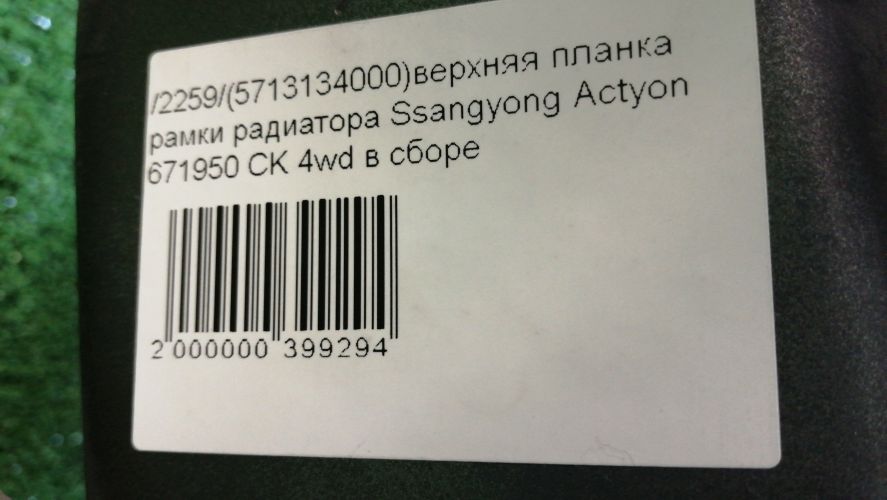 /2259/(5713134000)верхняя планка
рамки радиатора Ssangyong Actyon
671950 CK 4wd в сборе
2 000000 399294